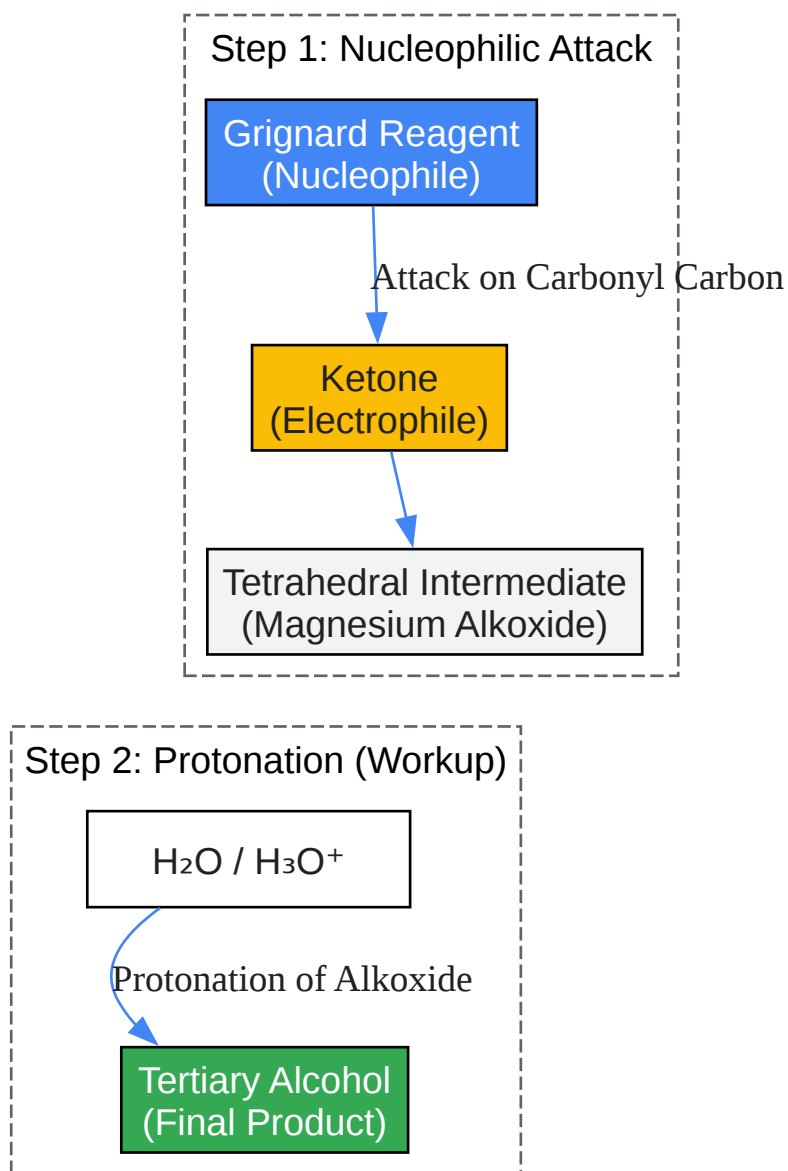 Step 1: Nucleophilic Attack
Grignard Reagent
(Nucleophile)
Attack on Carbonyl Carbon
Ketone
(Electrophile)
Tetrahedral Intermediate
(Magnesium Alkoxide)
Step 2: Protonation (Workup)
H₂O / H₃O⁺
Protonation of Alkoxide
Tertiary Alcohol
(Final Product)